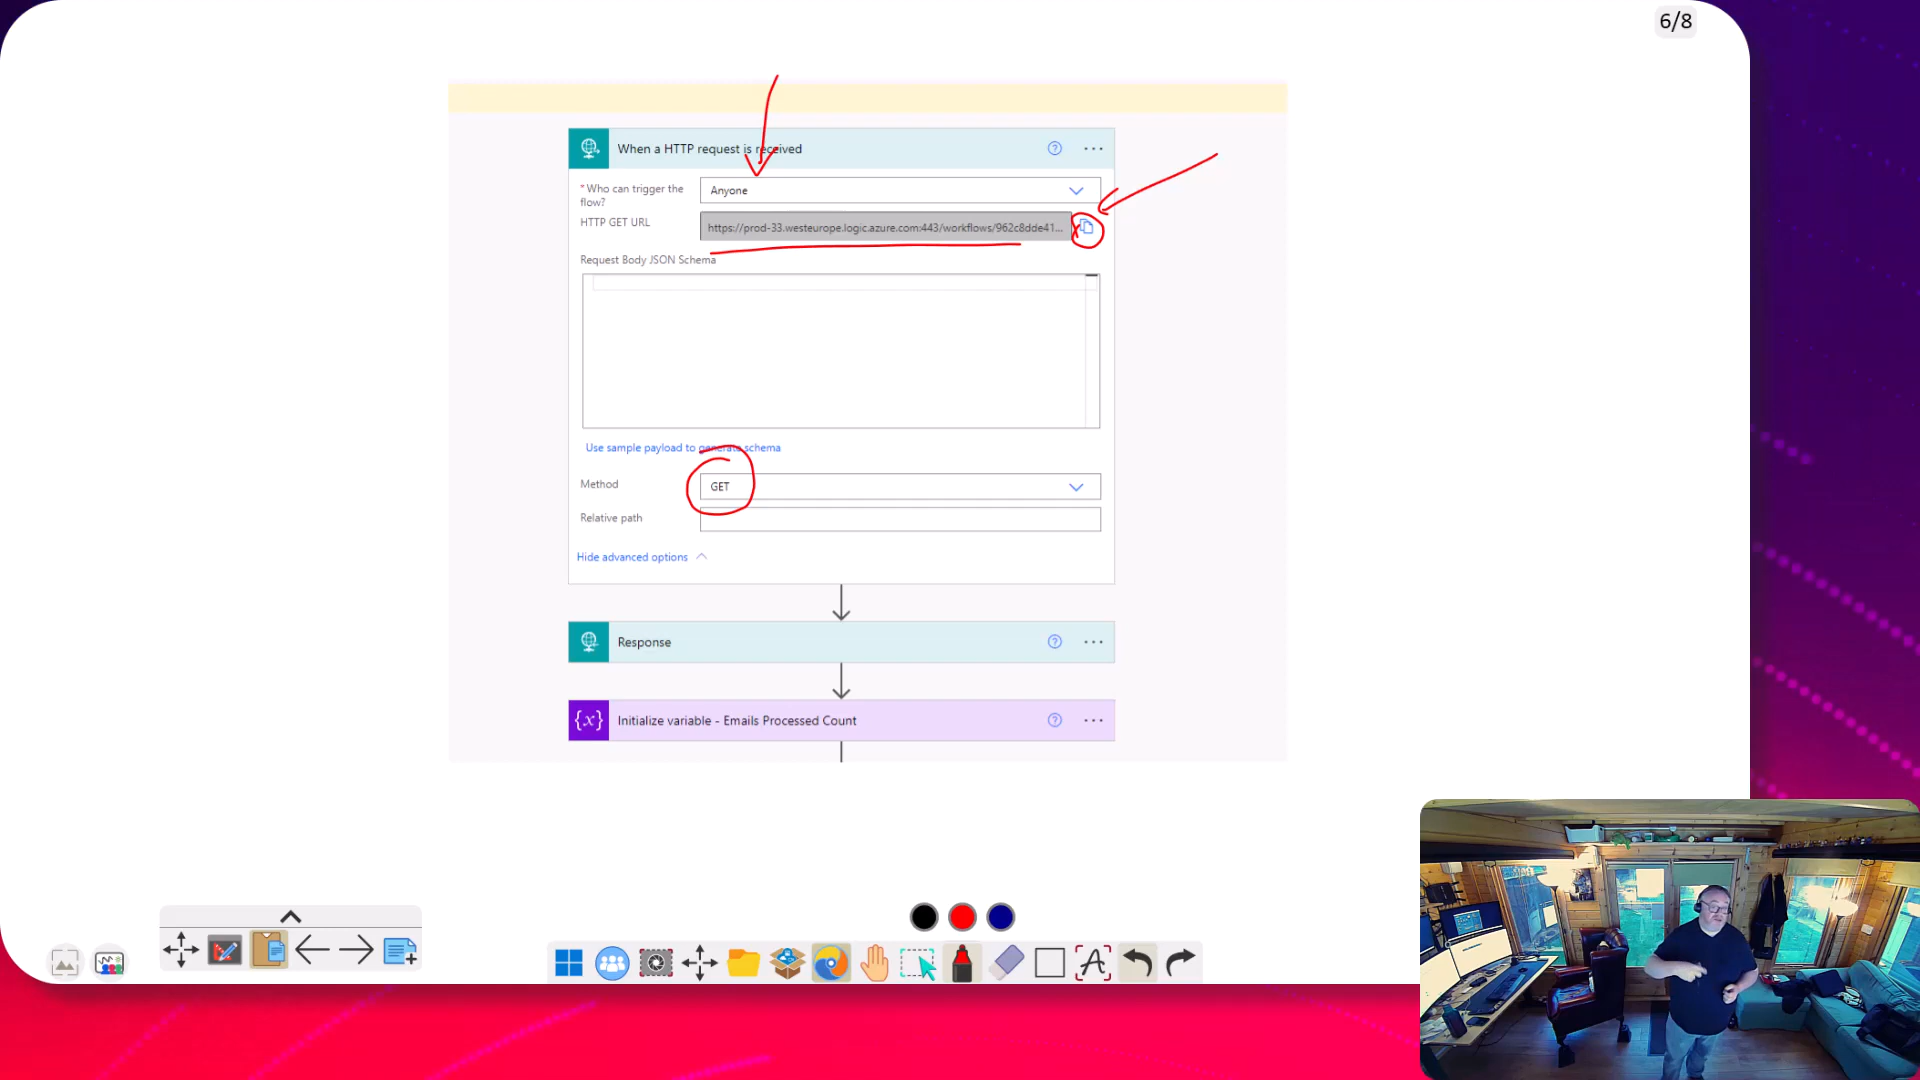 6/8
When a HTTP request is received
* Who can trigger the flow?
Anyone
HTTP GET URL
https://prod-33.westeurope.logic.azure.com:443/workflows/962c8dde41...
Request Body JSON Schema
Use sample payload to generate schema
Method
GET
Relative path
Hide advanced options
Response
{x}
Initialize variable - Emails Processed Count